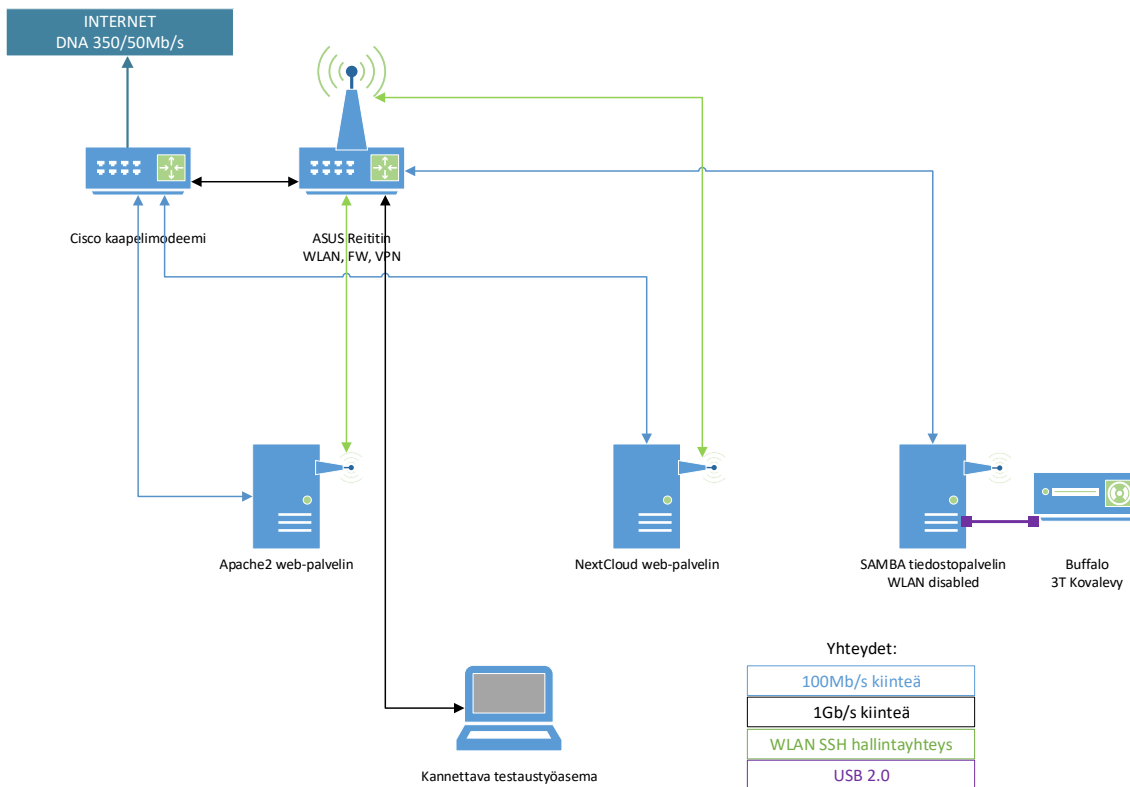 INTERNET
DNA 350/50Mb/s
Cisco kaapelimodeemi
ASUS Reititin
WLAN, FW, VPN
Apache2 web-palvelin
NextCloud web-palvelin
SAMBA tiedostopalvelin
WLAN disabled
Buffalo
3T Kovalevy
Kannettava testaustyöasema
Yhteydet:
100Mb/s kiinteä
1Gb/s kiinteä
WLAN SSH hallintayhteys
USB 2.0